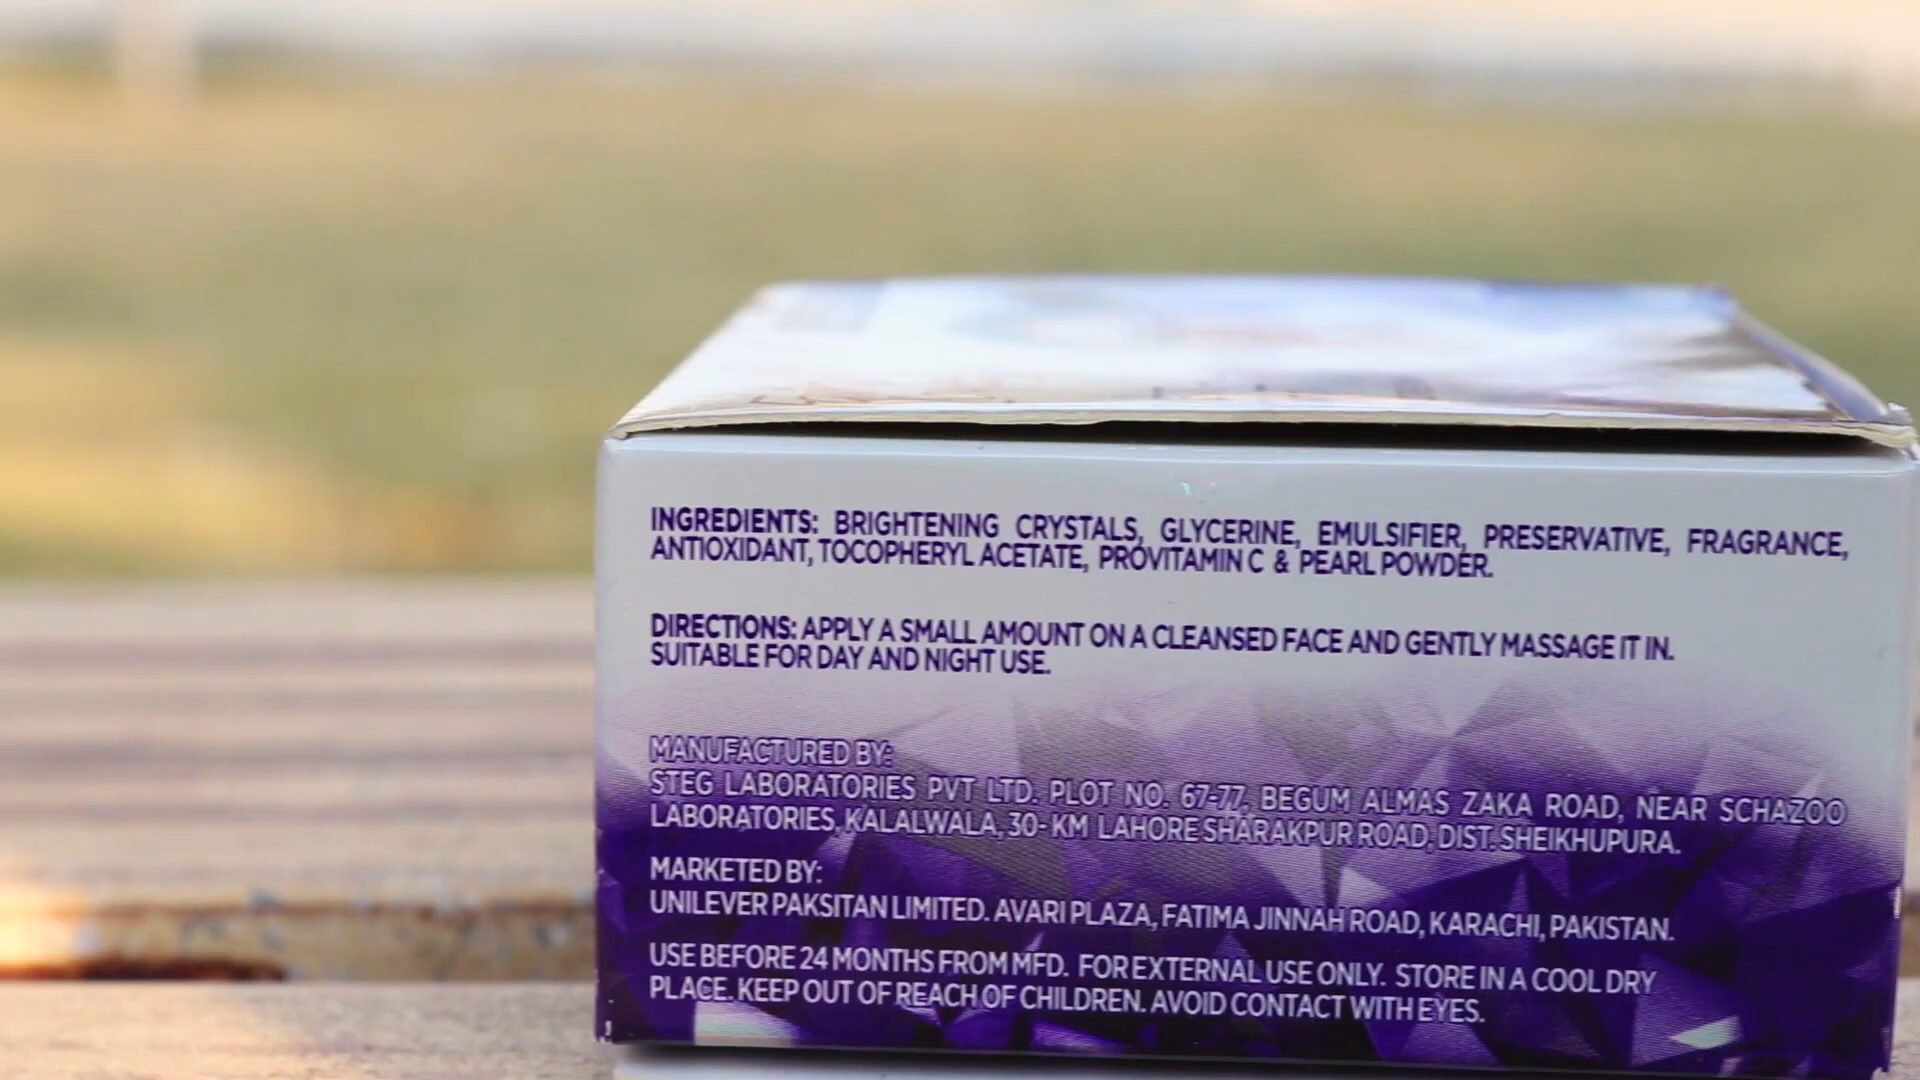 INGREDIENTS: BRIGHTENING CRYSTALS, GLYCERINE, EMULSIFIER, PRESERVATIVE, FRAGRANCE,
ANTIOXIDANT, TOCOPHERYL ACETATE, PROVITAMIN C & PEARL POWDER.
DIRECTIONS: APPLY A SMALL AMOUNT ON A CLEANSED FACE AND GENTLY MASSAGE IT IN.
SUITABLE FOR DAY AND NIGHT USE.
MANUFACTURED BY:
STEG LABORATORIES PVT LTD. PLOT NO. 67-77, BEGUM ALMAS ZAKA ROAD, NEAR SCHAZOO
LABORATORIES, KALALWALA, 30-KM LAHORE SHARAKPUR ROAD, DIST. SHEIKHUPURA.
MARKETED BY:
UNILEVER PAKSITAN LIMITED. AVARI PLAZA, FATIMA JINNAH ROAD, KARACHI, PAKISTAN.
USE BEFORE 24 MONTHS FROM MFD. FOR EXTERNAL USE ONLY. STORE IN A COOL DRY
PLACE. KEEP OUT OF REACH OF CHILDREN. AVOID CONTACT WITH EYES.